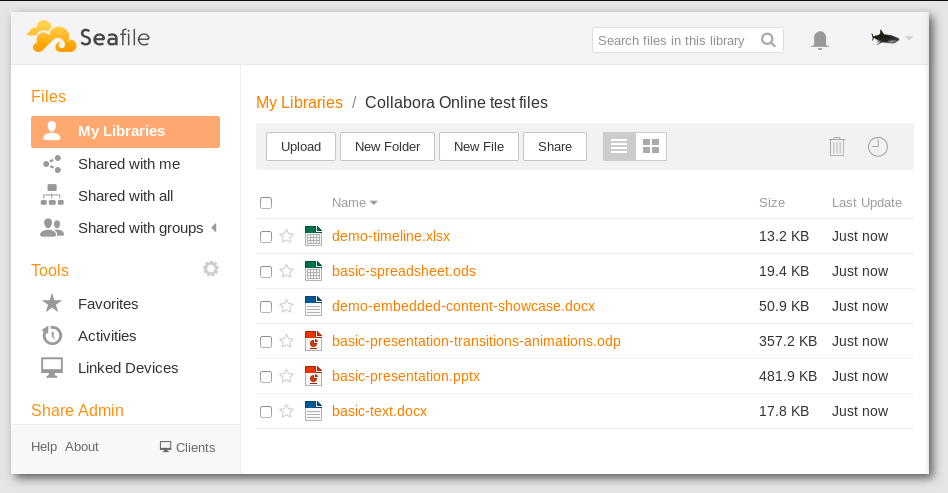 Seafile
Search files in this library
Files
My Libraries
Shared with me
Shared with all
Shared with groups
Tools
Favorites
Activities
Linked Devices
Share Admin
Help About Clients
My Libraries / Collabora Online test files
Upload New Folder New File Share
Name Size Last Update
demo-timeline.xlsx 13.2 KB Just now
basic-spreadsheet.ods 19.4 KB Just now
demo-embedded-content-showcase.docx 50.9 KB Just now
basic-presentation-transitions-animations.odp 357.2 KB Just now
basic-presentation.pptx 481.9 KB Just now
basic-text.docx 17.8 KB Just now